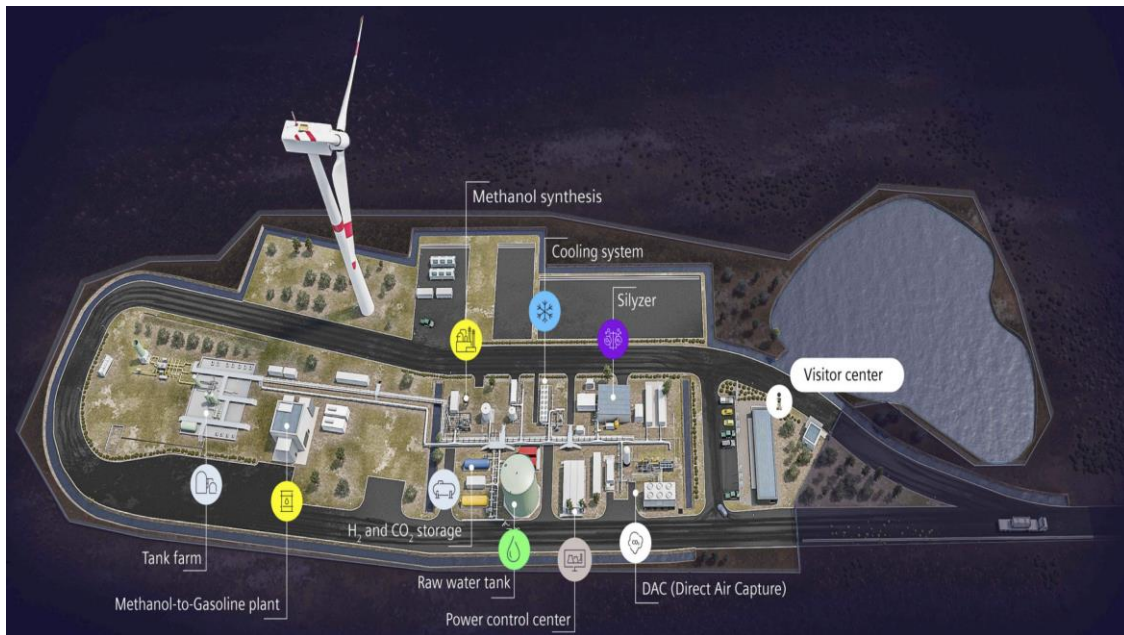 Methanol synthesis
Cooling system
Silyzer
Visitor center
H₂ and CO₂ storage
Tank farm
Raw water tank
DAC (Direct Air Capture)
Methanol-to-Gasoline plant
Power control center
CO₂